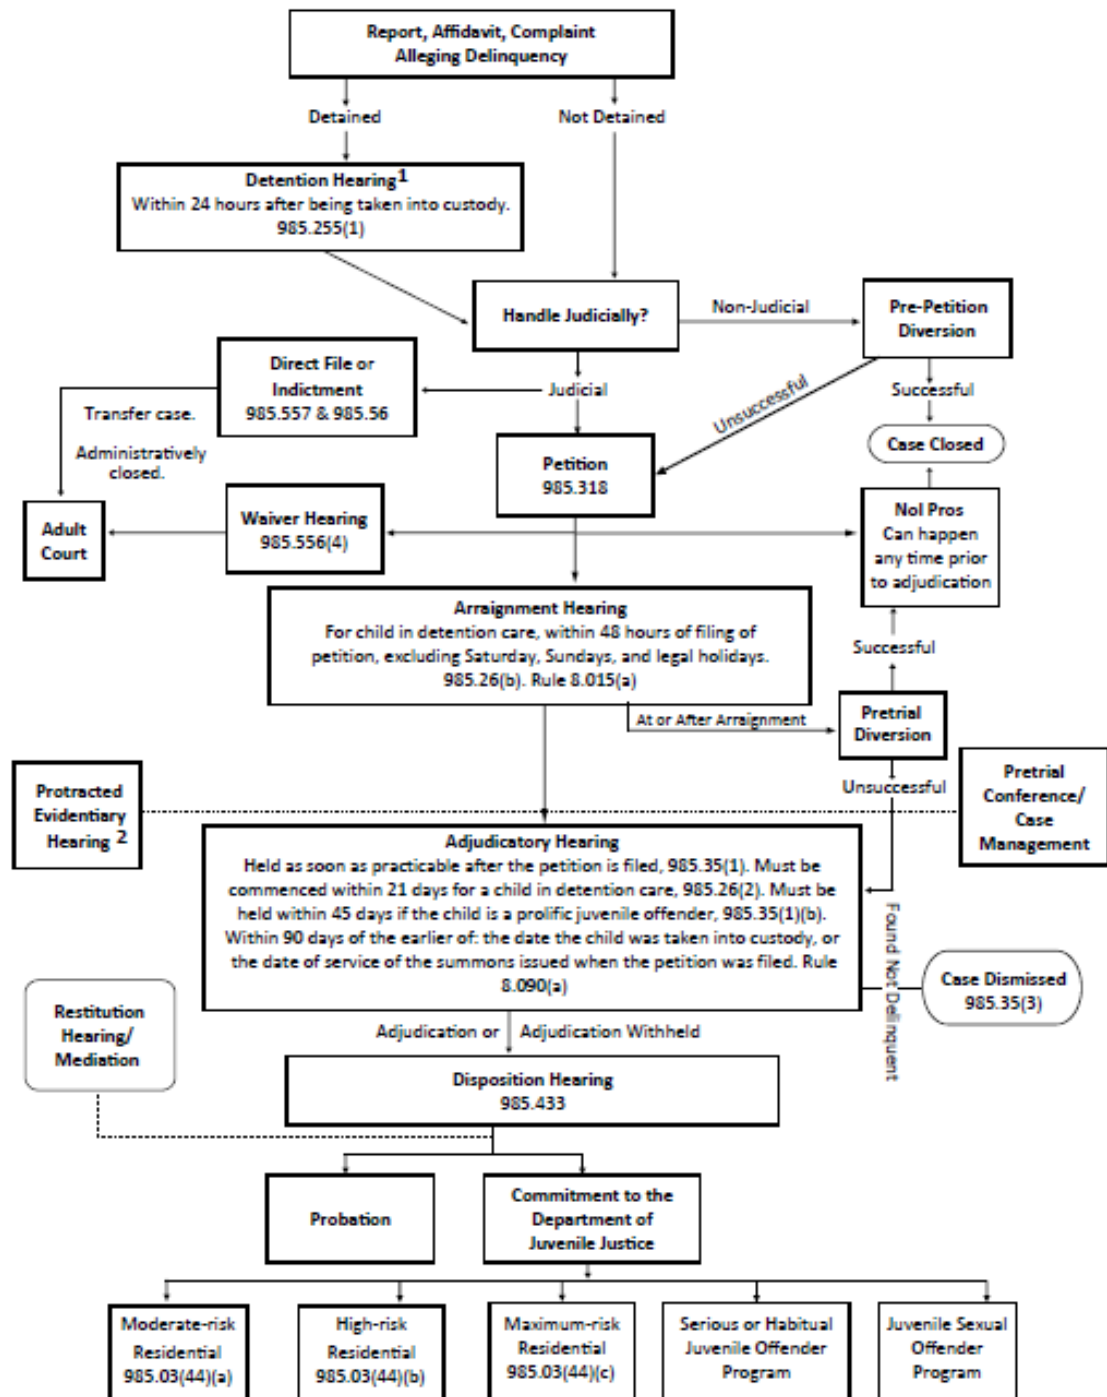 Report, Affidavit, Complaint
Alleging Delinquency
Detained
Not Detained
Detention Hearing1
Within 24 hours after being taken into custody.
985.255(1)
Handle Judicially?
Non-Judicial
Pre-Petition
Diversion
Direct File or
Indictment
985.557 & 985.56
Judicial
Unsuccessful
Successful
Transfer case.
Administratively
closed.
Case Closed
Petition
985.318
Adult
Court
Waiver Hearing
985.556(4)
Nol Pros
Can happen
any time prior
to adjudication
Arraignment Hearing
For child in detention care, within 48 hours of filing of
petition, excluding Saturday, Sundays, and legal holidays.
985.26(b). Rule 8.015(a)
Successful
At or After Arraignment
Pretrial
Diversion
Unsuccessful
Protracted
Evidentiary
Hearing 2
Pretrial
Conference/
Case
Management
Adjudicatory Hearing
Held as soon as practicable after the petition is filed, 985.35(1). Must be
commenced within 21 days for a child in detention care, 985.26(2). Must be
held within 45 days if the child is a prolific juvenile offender, 985.35(1)(b).
Within 90 days of the earlier of: the date the child was taken into custody, or
the date of service of the summons issued when the petition was filed. Rule
8.090(a)
Found Not Delinquent
Case Dismissed
985.35(3)
Restitution
Hearing/
Mediation
Adjudication or
Adjudication Withheld
Disposition Hearing
985.433
Probation
Commitment to the
Department of
Juvenile Justice
Moderate-risk
Residential
985.03(44)(a)
High-risk
Residential
985.03(44)(b)
Maximum-risk
Residential
985.03(44)(c)
Serious or Habitual
Juvenile Offender
Program
Juvenile Sexual
Offender
Program